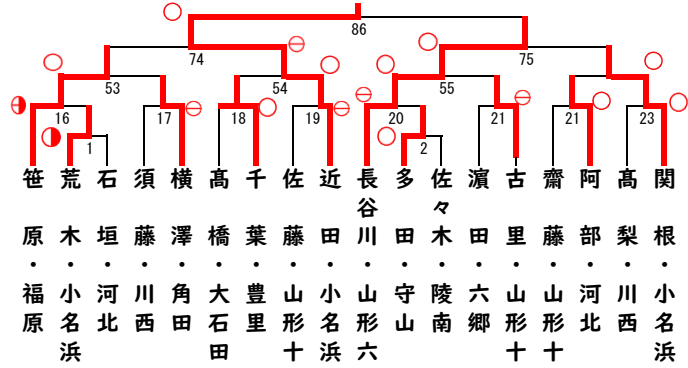 86
74
75
53
54
55
16
17
18
19
20
21
21
23
1
2
笹原・福原
荒木・小名浜
石垣・河北
須藤・川西
横澤・角田
髙橋・大石田
千葉・豊里
佐藤・山形十
近田・小名浜
長谷川・山形六
多田・守山
佐々木・陵南
濵田・六郷
古里・山形十
齋藤・山形十
阿部・河北
髙梨・川西
関根・小名浜